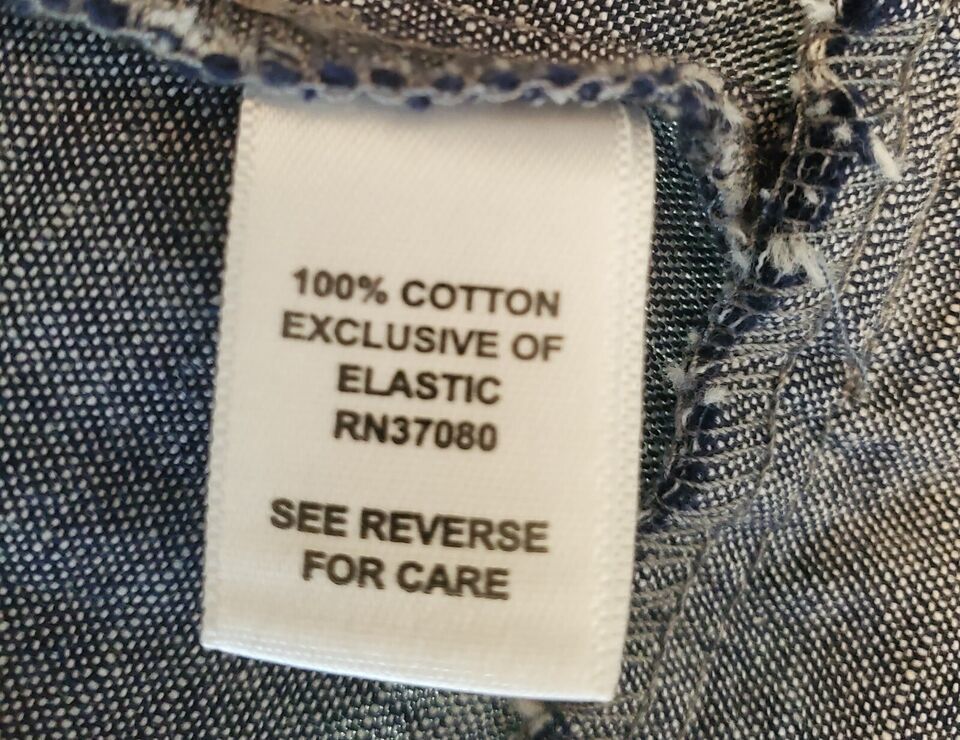 100% COTTON
EXCLUSIVE OF
ELASTIC
RN37080
SEE REVERSE
FOR CARE